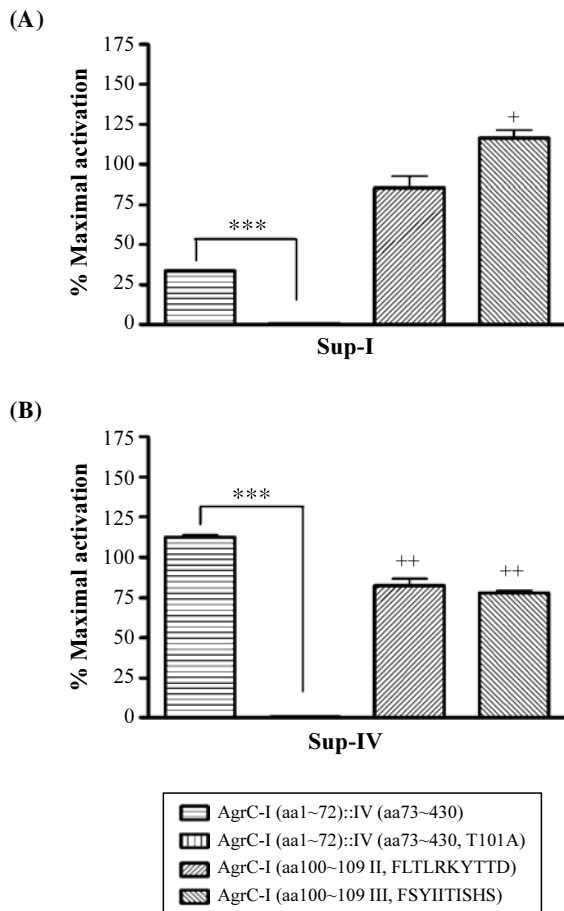 (A)
175
150
125
100
75
50
25
0
% Maximal activation
***
+
Sup-I
(B)
175
150
125
100
75
50
25
0
% Maximal activation
***
++
++
Sup-IV
AgrC-I (aa1~72)::IV (aa73~430)
AgrC-I (aa1~72)::IV (aa73~430, T101A)
AgrC-I (aa100~109 II, FLTLRKYTTD)
AgrC-I (aa100~109 III, FSYIITISHS)